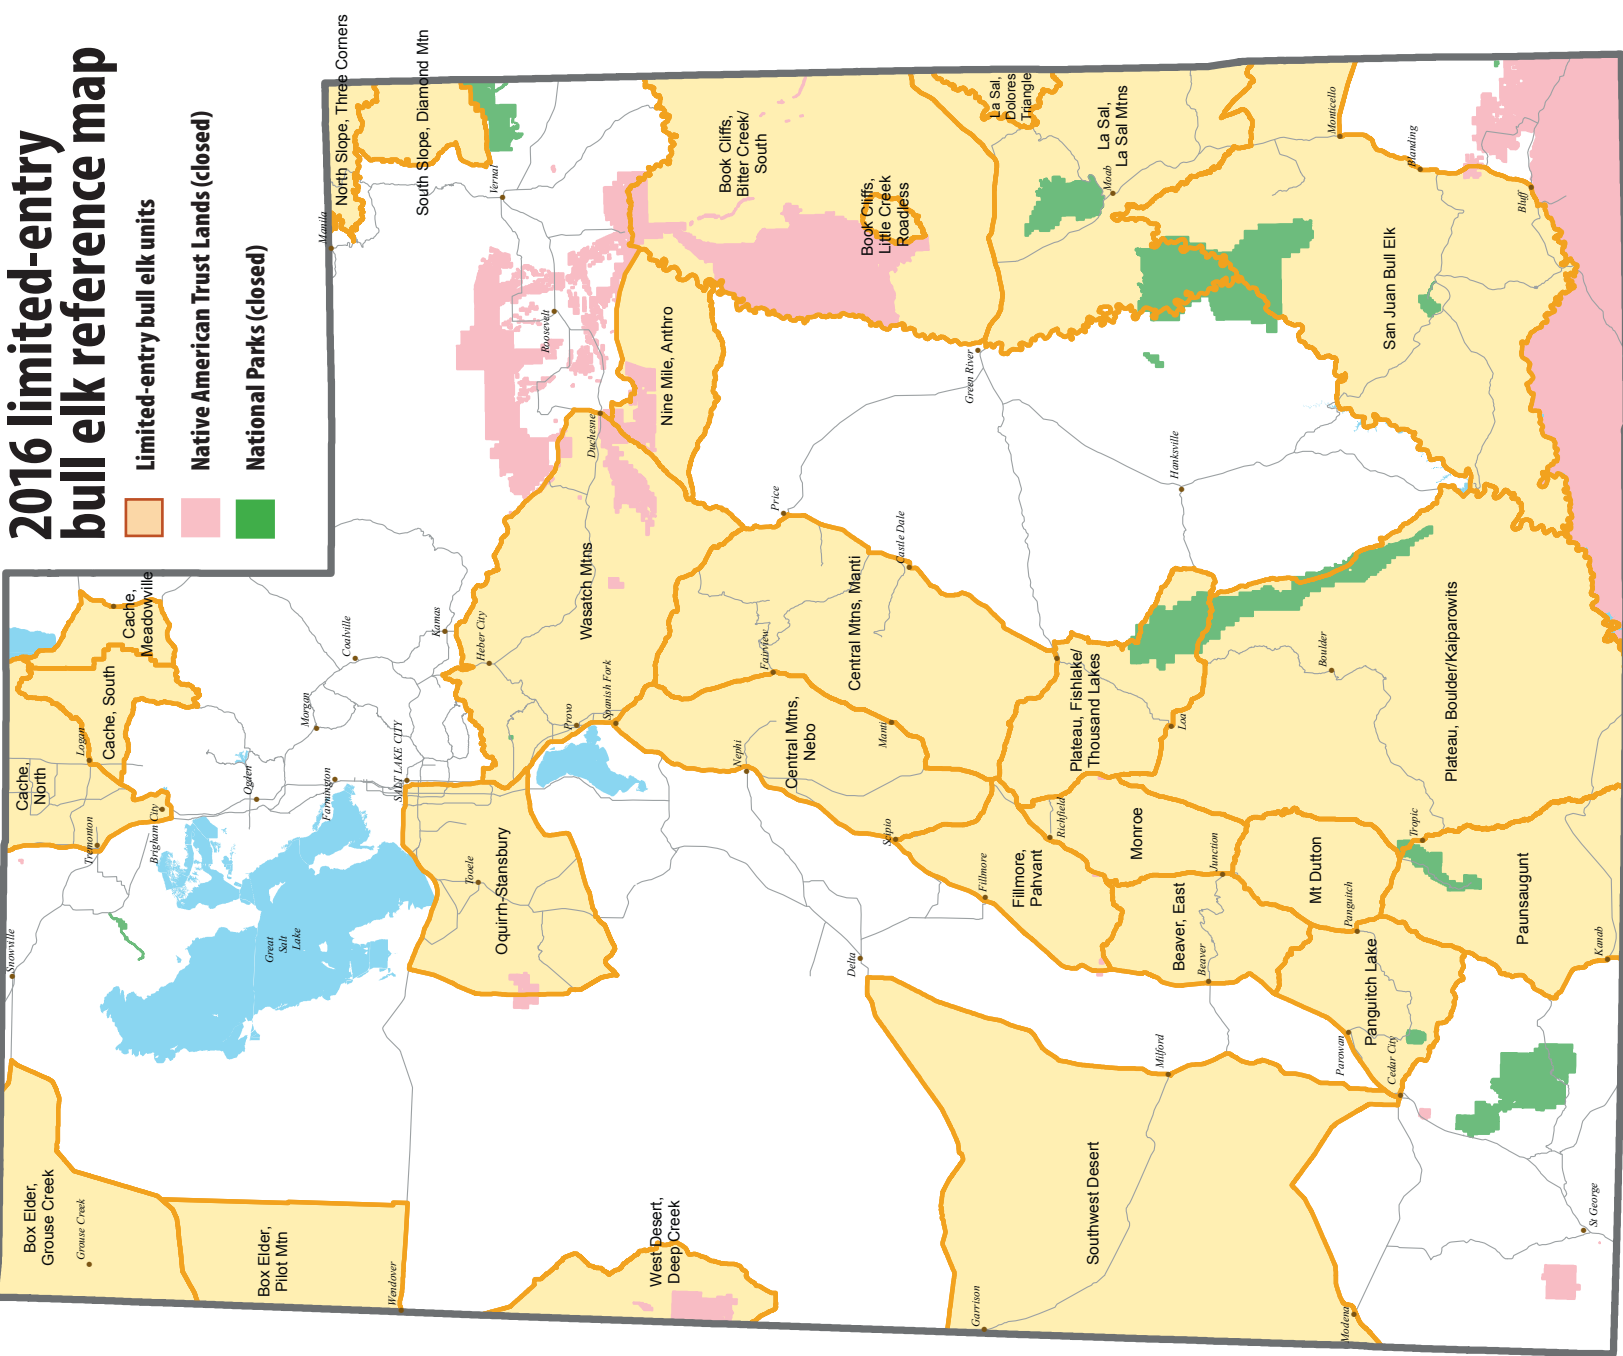 2016 limited-entry
bull elk reference map
Limited-entry bull elk units
Native American Trust Lands (closed)
National Parks (closed)
North Slope, Three Corners
South Slope, Diamond Mtn
Manila
Vernal
Roosevelt
Duchesne
Book Cliffs,
Bitter Creek/
South
Book Cliffs,
Little Creek
Roadless
La Sal,
Dolores
Triangle
La Sal,
La Sal Mtns
Moab
Monticello
Blanding
Bluff
San Juan Bull Elk
Nine Mile, Anthro
Green River
Hanksville
Price
Castle Dale
Cache,
Meadowville
Cache, South
Cache,
North
Logan
Tremonton
Brigham City
Snowville
Coalville
Kamas
Morgan
Ogden
Farmington
SALT LAKE CITY
Heber City
Wasatch Mtns
Provo
Spanish Fork
Great
Salt
Lake
Tooele
Oquirrh-Stansbury
Central Mtns, Manti
Fairview
Central Mtns,
Nebo
Nephi
Manti
Scipio
Fillmore
Delta
Plateau, Fishlake/
Thousand Lakes
Loa
Richfield
Boulder
Plateau, Boulder/Kaiparowits
Fillmore,
Pahvant
Monroe
Junction
Beaver, East
Beaver
Mt Dutton
Panguitch
Tropic
Paunsaugunt
Kanab
Panguitch Lake
Parowan
Cedar City
Milford
Southwest Desert
Garrison
Modena
St George
Box Elder,
Grouse Creek
Grouse Creek
Box Elder,
Pilot Mtn
Wendover
West Desert,
Deep Creek